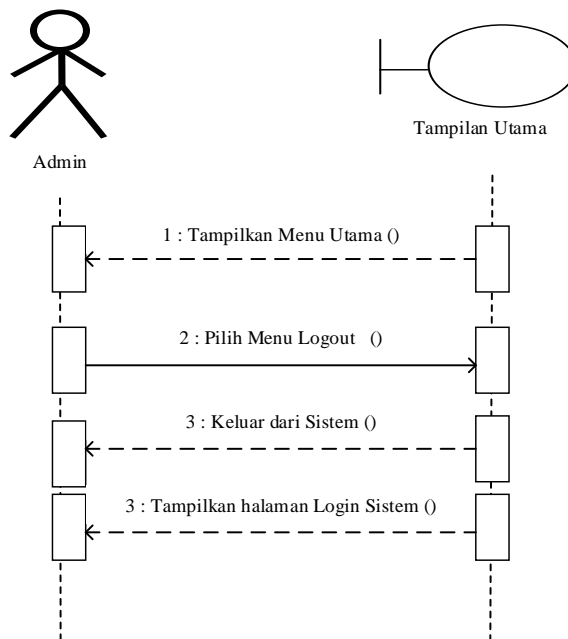 Admin
Tampilan Utama
1 : Tampilkan Menu Utama ()
2 : Pilih Menu Logout ()
3 : Keluar dari Sistem ()
3 : Tampilkan halaman Login Sistem ()